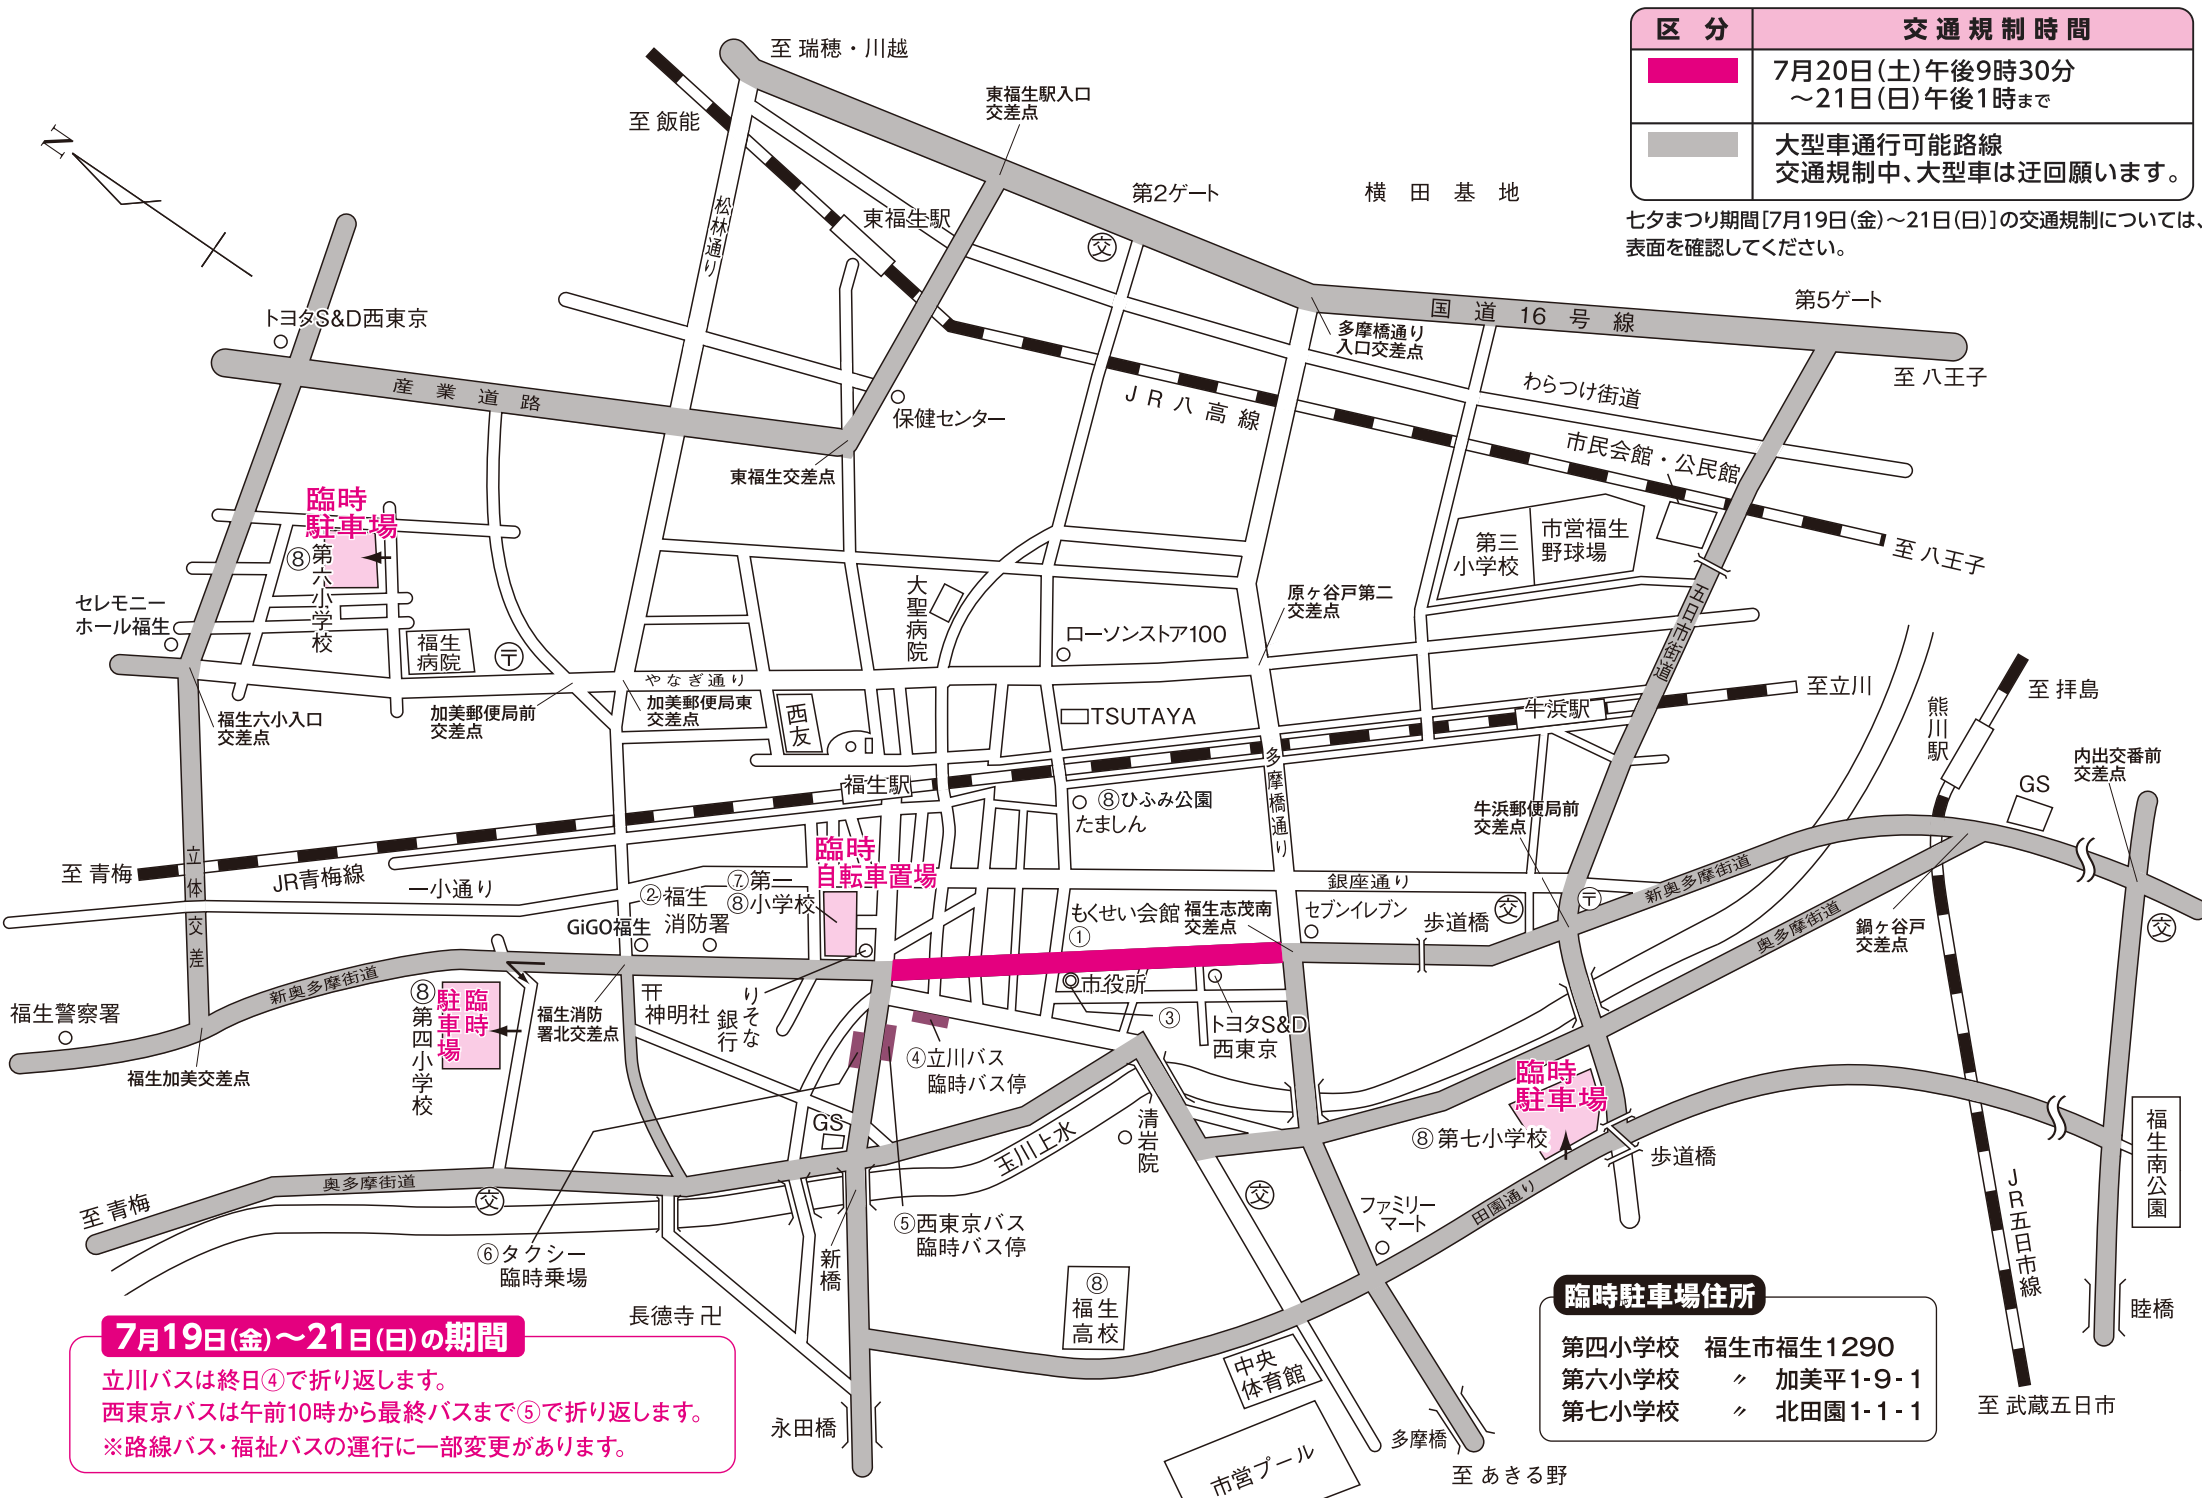 区 分
交通規制時間
7月20日(土)午後9時30分
～21日(日)午後1時まで
大型車通行可能路線
交通規制中、大型車は迂回願います。
七夕まつり期間[7月19日(金)～21日(日)]の交通規制については、
表面を確認してください。
N
至 瑞穂・川越
至 飯能
東福生駅入口
交差点
第2ゲート
横田基地
松林通り
東福生駅
交
国道16号線
第5ゲート
トヨタS&D西東京
多摩橋通り
入口交差点
至 八王子
産業道路
JR八高線
わらつけ街道
保健センター
市民会館・公民館
東福生交差点
臨時
駐車場
⑧第六小学校
第三
小学校
市営福生
野球場
至 八王子
セレモニー
ホール福生
福生
病院
〒
大聖病院
原ヶ谷戸第二
交差点
ローソンストア100
五日市街道
やなぎ通り
至立川
至 拝島
福生六小入口
交差点
加美郵便局前
交差点
加美郵便局東
交差点
西友
TSUTAYA
牛浜駅
熊川駅
内出交番前
交差点
GS
多摩橋通り
福生駅
⑧ひふみ公園
たましん
牛浜郵便局前
交差点
至 青梅
JR青梅線
立体交差
一小通り
臨時
自転車置場
⑦第一
⑧小学校
②福生
消防署
GiGO福生
銀座通り
新奥多摩街道
もくせい会館
①
福生志茂南
交差点
セブンイレブン
歩道橋
交
〒
奥多摩街道
鍋ヶ谷戸
交差点
交
新奥多摩街道
福生警察署
福生加美交差点
臨時
駐車場
⑧第四小学校
福生消防
署北交差点
神明社
りそな
銀行
市役所
③
トヨタS&D
西東京
④立川バス
臨時バス停
臨時
駐車場
⑧第七小学校
GS
玉川上水
清岩院
歩道橋
福生南公園
奥多摩街道
至 青梅
交
⑤西東京バス
臨時バス停
交
ファミリー
マート
田園通り
JR五日市線
⑥タクシー
臨時乗場
新橋
⑧
福生
高校
長德寺 卍
中央
体育館
永田橋
市営プール
多摩橋
至 あきる野
睦橋
至 武蔵五日市
7月19日(金)～21日(日)の期間
立川バスは終日④で折り返します。
西東京バスは午前10時から最終バスまで⑤で折り返します。
※路線バス・福祉バスの運行に一部変更があります。
臨時駐車場住所
第四小学校 福生市福生1290
第六小学校 〃 加美平1-9-1
第七小学校 〃 北田園1-1-1